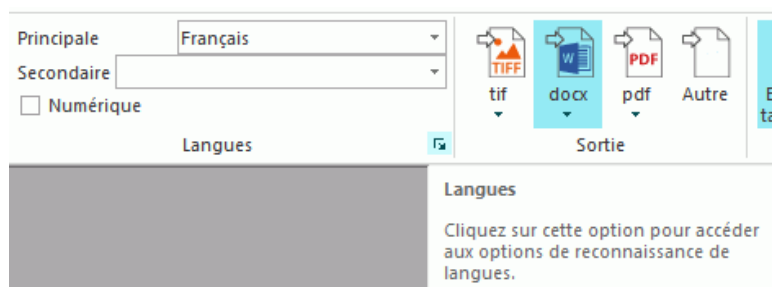 Principale Français
Secondaire
Numérique
Langues
TIFF
W
PDF
tif docx pdf Autre
Sortie
Langues
Cliquez sur cette option pour accéder
aux options de reconnaissance de
langues.